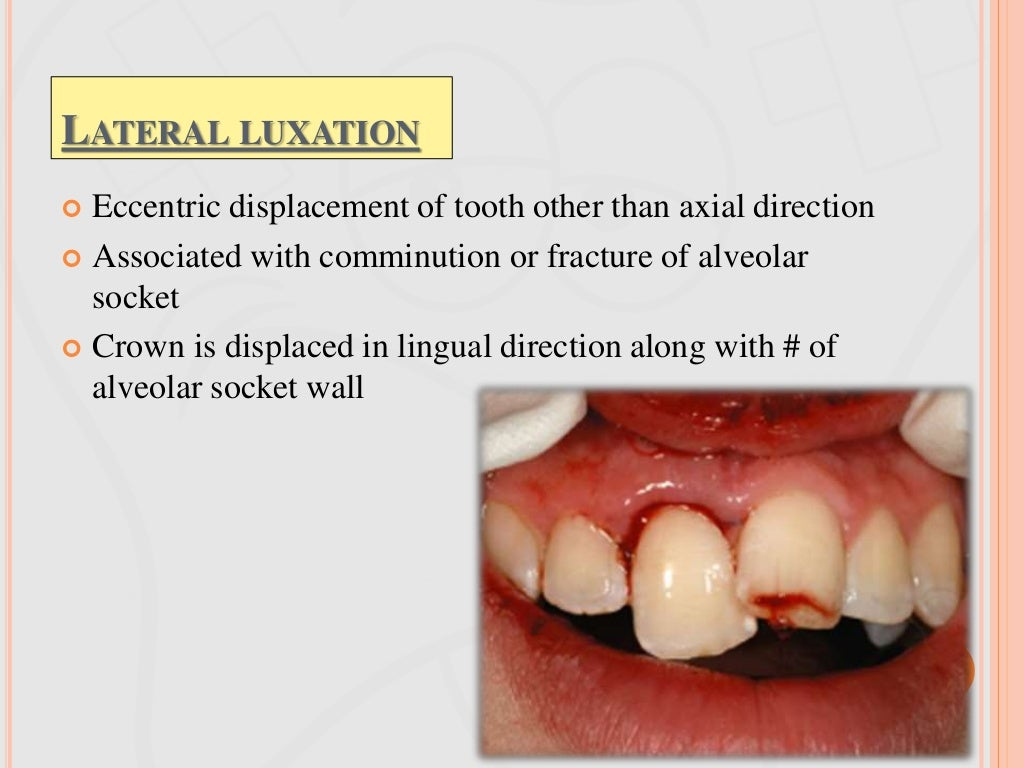 LATERAL LUXATION
Eccentric displacement of tooth other than axial direction
Associated with comminution or fracture of alveolar
socket
Crown is displaced in lingual direction along with # of
alveolar socket wall